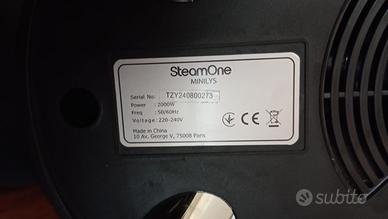 SteamOne
MINILYS
Serial No: TZY240800273
Power : 2000W
Freq : 50/60Hz
Voltage : 220-240V
Made in China
10 Av. George V, 75008 Paris
CE
subito